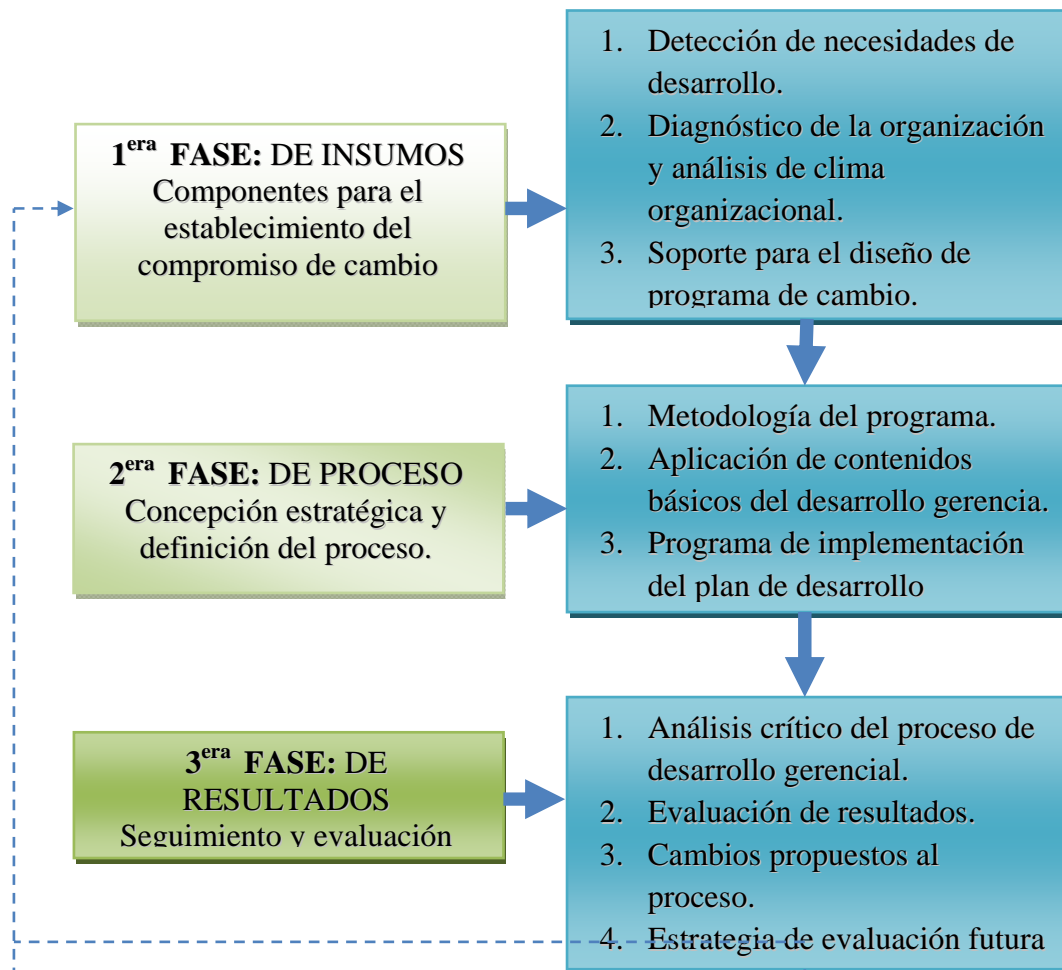 1era FASE: DE INSUMOS
Componentes para el
establecimiento del
compromiso de cambio
1. Detección de necesidades de
desarrollo.
2. Diagnóstico de la organización
y análisis de clima
organizacional.
3. Soporte para el diseño de
programa de cambio.
2era FASE: DE PROCESO
Concepción estratégica y
definición del proceso.
1. Metodología del programa.
2. Aplicación de contenidos
básicos del desarrollo gerencia.
3. Programa de implementación
del plan de desarrollo
3era FASE: DE
RESULTADOS
Seguimiento y evaluación
1. Análisis crítico del proceso de
desarrollo gerencial.
2. Evaluación de resultados.
3. Cambios propuestos al
proceso.
4. Estrategia de evaluación futura